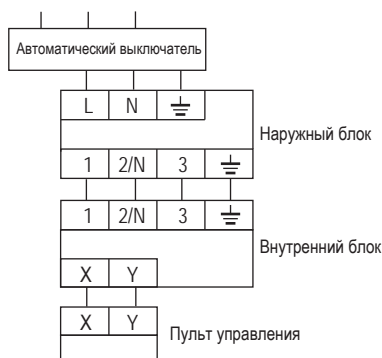 Автоматический выключатель
L N
Наружный блок
1 2/N 3
1 2/N 3
Внутренний блок
X Y
X Y
Пульт управления